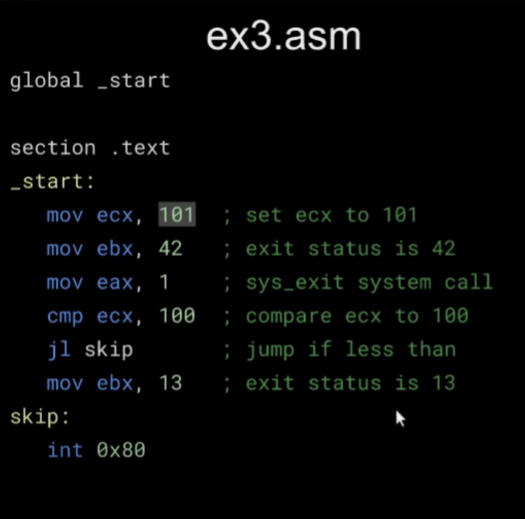 ex3.asm
global _start
section .text
_start:
mov ecx, 101 ; set ecx to 101
mov ebx, 42 ; exit status is 42
mov eax, 1 ; sys_exit system call
cmp ecx, 100 ; compare ecx to 100
jl skip ; jump if less than
mov ebx, 13 ; exit status is 13
skip:
int 0x80